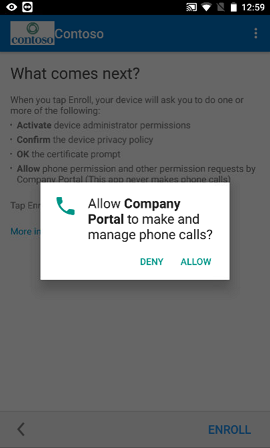 12:59
contoso
Contoso
What comes next?
When you tap Enroll, your device will ask you to do one or
more of the following:
• Activate device administrator permissions
• Confirm the device privacy policy
• OK the certificate prompt
• Allow phone permission and other permission requests by
Company Portal (This app never makes phone calls)
Tap Enr
Allow Company
Portal to make and
manage phone calls?
DENY
ALLOW
More in
ENROLL